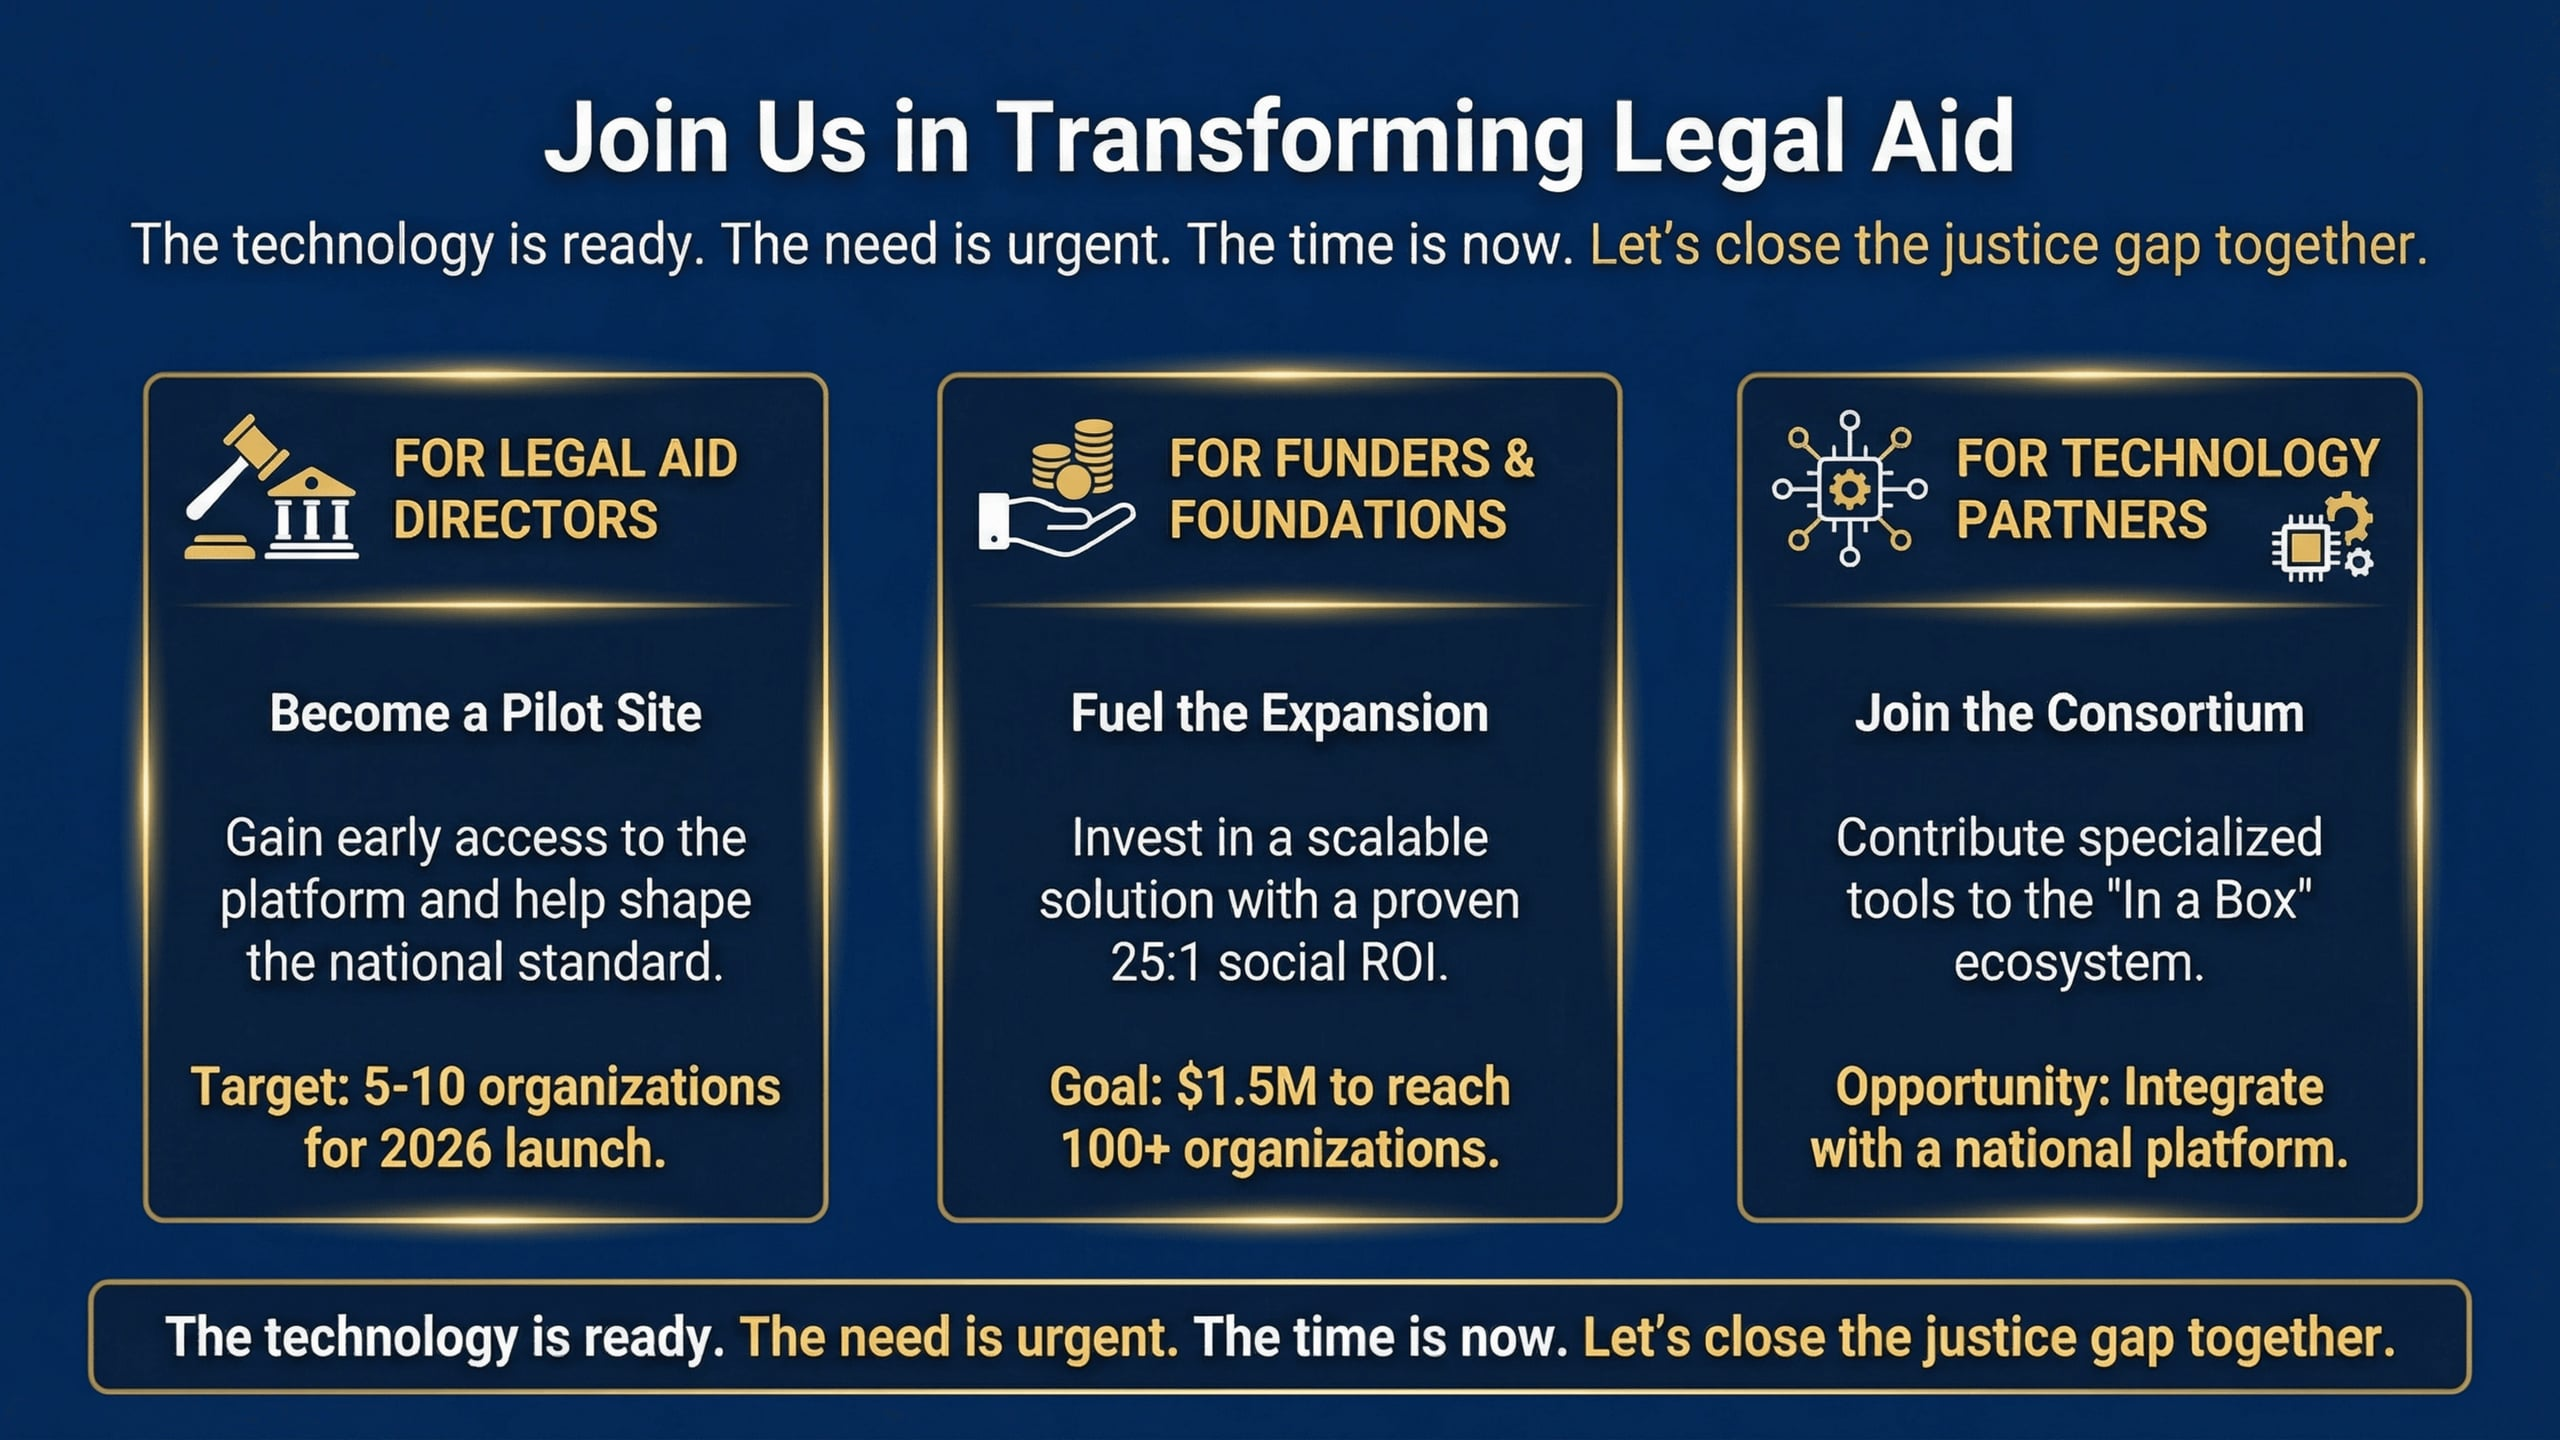 Join Us in Transforming Legal Aid
The technology is ready. The need is urgent. The time is now. Let’s close the justice gap together.
FOR LEGAL AID
DIRECTORS
Become a Pilot Site
Gain early access to the
platform and help shape
the national standard.
Target: 5-10 organizations
for 2026 launch.
FOR FUNDERS &
FOUNDATIONS
Fuel the Expansion
Invest in a scalable
solution with a proven
25:1 social ROI.
Goal: $1.5M to reach
100+ organizations.
FOR TECHNOLOGY
PARTNERS
Join the Consortium
Contribute specialized
tools to the "In a Box"
ecosystem.
Opportunity: Integrate
with a national platform.
The technology is ready. The need is urgent. The time is now. Let’s close the justice gap together.